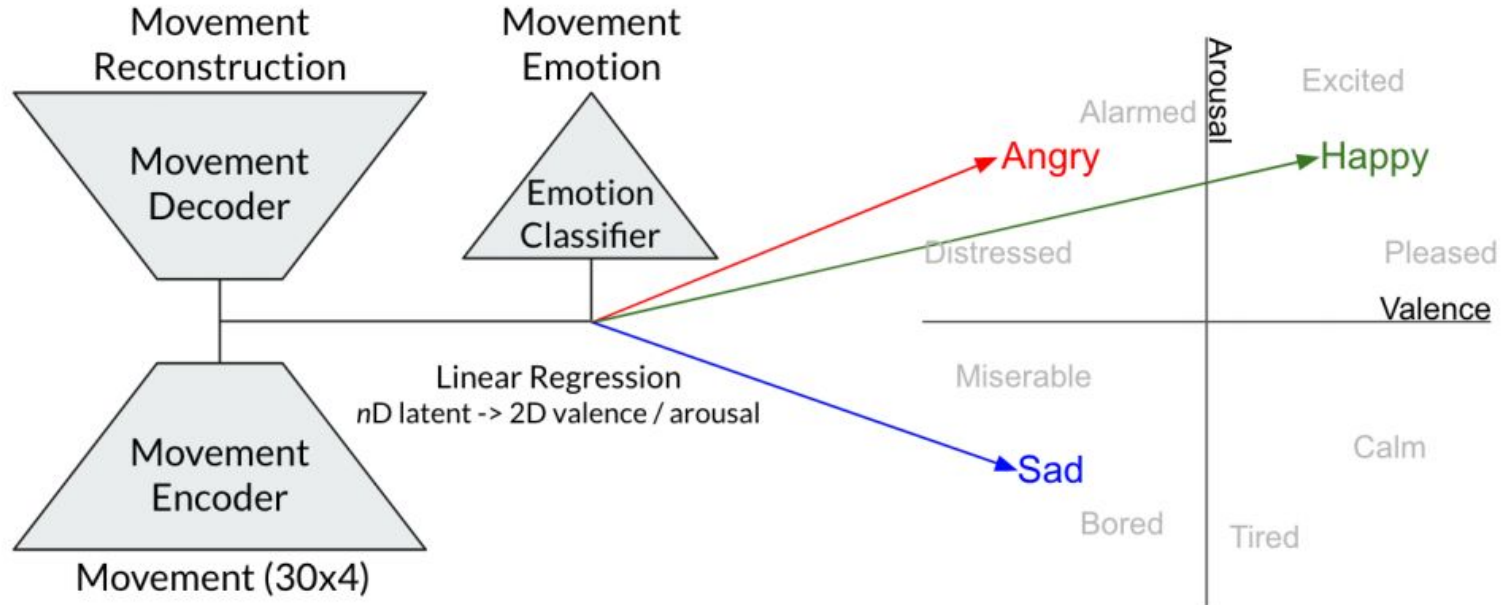 Movement
Reconstruction
Movement
Decoder
Movement
Encoder
Movement (30x4)
Movement
Emotion
Emotion
Classifier
Linear Regression
nD latent -> 2D valence / arousal
Arousal
Excited
Alarmed
Angry
Happy
Distressed
Pleased
Valence
Miserable
Calm
Sad
Bored
Tired